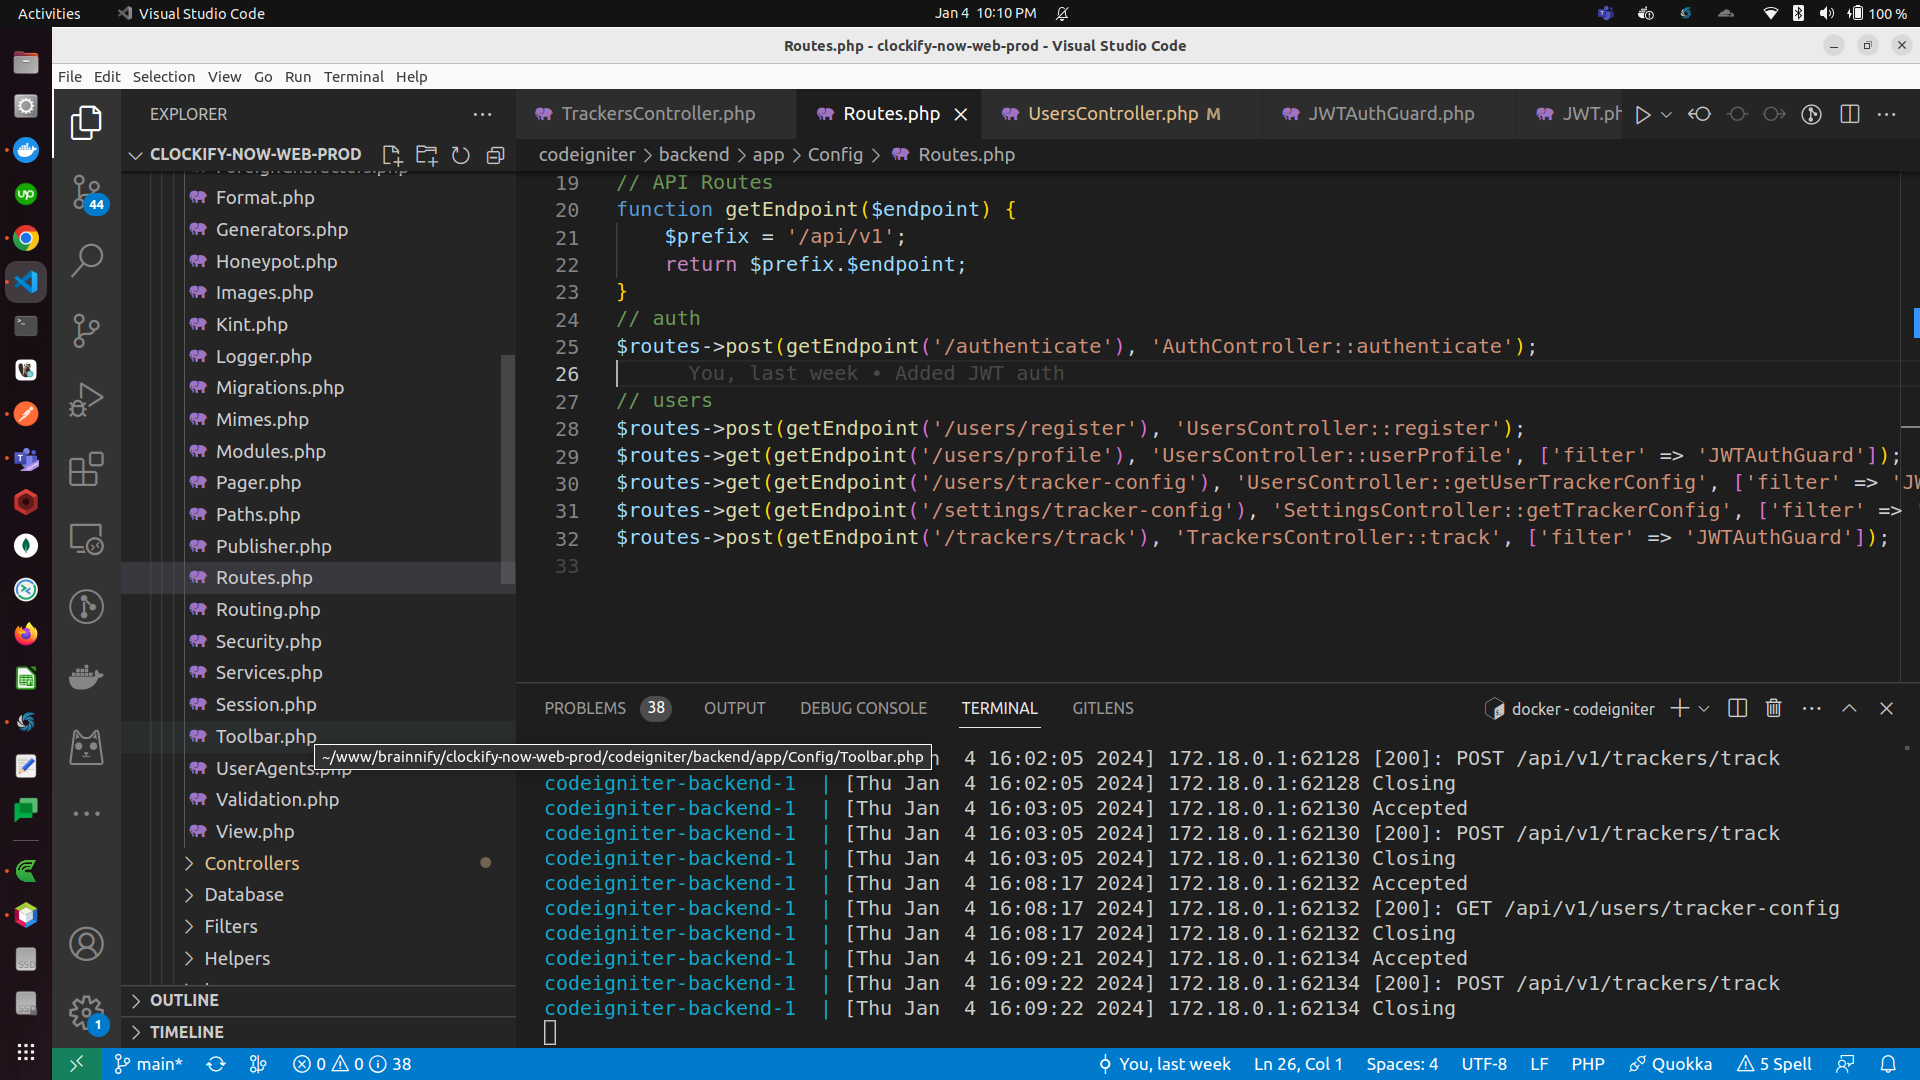 Activities
Visual Studio Code
Jan 4 10:10 PM
100 %
Routes.php - clockify-now-web-prod - Visual Studio Code
File Edit Selection View Go Run Terminal Help
EXPLORER
CLOCKIFY-NOW-WEB-PROD
Format.php
Generators.php
Honeypot.php
Images.php
Kint.php
Logger.php
Migrations.php
Mimes.php
Modules.php
Pager.php
Paths.php
Publisher.php
Routes.php
Routing.php
Security.php
Services.php
Session.php
Toolbar.php
~/www/brainnify/clockify-now-web-prod/codeigniter/backend/app/Config/Toolbar.php
UserAgents.php
Validation.php
View.php
Controllers
Database
Filters
Helpers
OUTLINE
TIMELINE
44
1
up
SSD
SSD
TrackersController.php
Routes.php
UsersController.php M
JWTAuthGuard.php
JWT.ph
codeigniter > backend > app > Config > Routes.php
19 // API Routes
20 function getEndpoint($endpoint) {
21 $prefix = '/api/v1';
22 return $prefix.$endpoint;
23 }
24 // auth
25 $routes->post(getEndpoint('/authenticate'), 'AuthController::authenticate');
26 You, last week • Added JWT auth
27 // users
28 $routes->post(getEndpoint('/users/register'), 'UsersController::register');
29 $routes->get(getEndpoint('/users/profile'), 'UsersController::userProfile', ['filter' => 'JWTAuthGuard']);
30 $routes->get(getEndpoint('/users/tracker-config'), 'UsersController::getUserTrackerConfig', ['filter' => 'JW
31 $routes->get(getEndpoint('/settings/tracker-config'), 'SettingsController::getTrackerConfig', ['filter' =>
32 $routes->post(getEndpoint('/trackers/track'), 'TrackersController::track', ['filter' => 'JWTAuthGuard']);
33
PROBLEMS 38 OUTPUT DEBUG CONSOLE TERMINAL GITLENS
docker - codeigniter
4 16:02:05 2024] 172.18.0.1:62128 [200]: POST /api/v1/trackers/track
codeigniter-backend-1 | [Thu Jan 4 16:02:05 2024] 172.18.0.1:62128 Closing
codeigniter-backend-1 | [Thu Jan 4 16:03:05 2024] 172.18.0.1:62130 Accepted
codeigniter-backend-1 | [Thu Jan 4 16:03:05 2024] 172.18.0.1:62130 [200]: POST /api/v1/trackers/track
codeigniter-backend-1 | [Thu Jan 4 16:03:05 2024] 172.18.0.1:62130 Closing
codeigniter-backend-1 | [Thu Jan 4 16:08:17 2024] 172.18.0.1:62132 Accepted
codeigniter-backend-1 | [Thu Jan 4 16:08:17 2024] 172.18.0.1:62132 [200]: GET /api/v1/users/tracker-config
codeigniter-backend-1 | [Thu Jan 4 16:08:17 2024] 172.18.0.1:62132 Closing
codeigniter-backend-1 | [Thu Jan 4 16:09:21 2024] 172.18.0.1:62134 Accepted
codeigniter-backend-1 | [Thu Jan 4 16:09:22 2024] 172.18.0.1:62134 [200]: POST /api/v1/trackers/track
codeigniter-backend-1 | [Thu Jan 4 16:09:22 2024] 172.18.0.1:62134 Closing
main* 0 0 38
You, last week Ln 26, Col 1 Spaces: 4 UTF-8 LF PHP Quokka 5 Spell